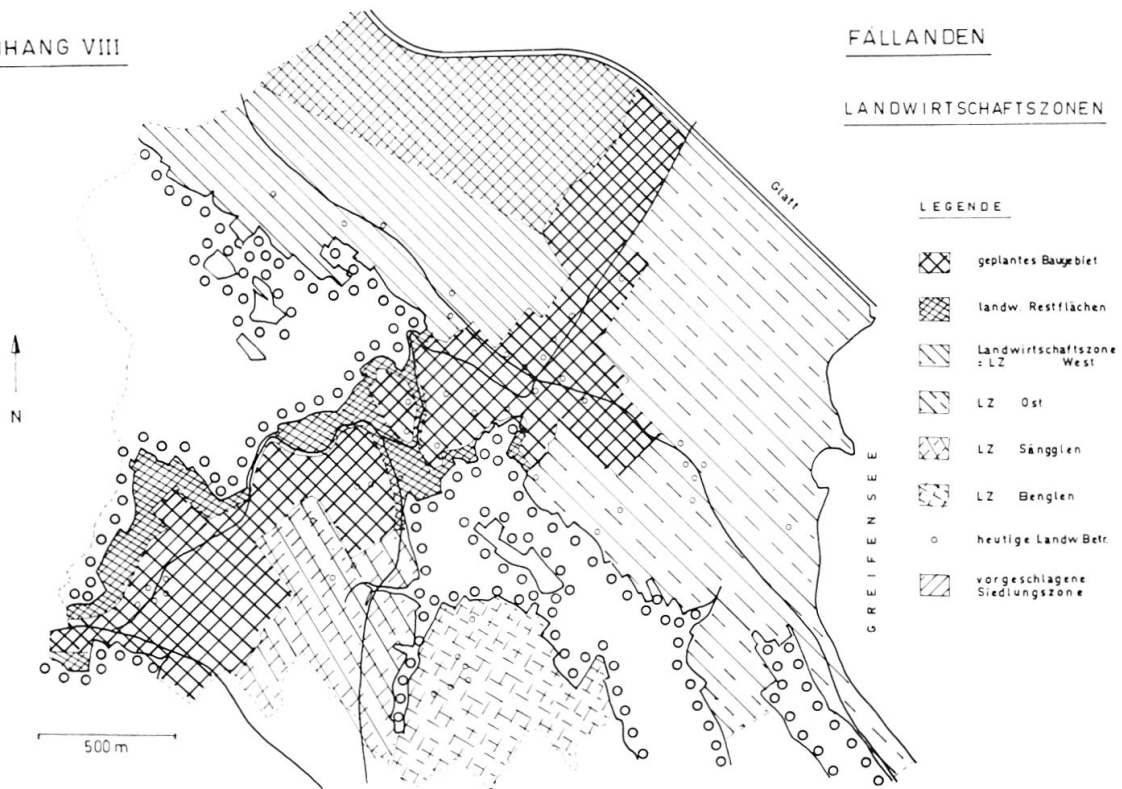 NHANG VIII
FÄLLANDEN
LANDWIRTSCHAFTSZONEN
Glatt
LEGENDE
geplantes Baugebiet
landw. Restflächen
Landwirtschaftszone
= LZ West
LZ Ost
LZ Sängglen
LZ Benglen
heutige Landw. Betr.
vorgeschlagene
Siedlungszone
GREIFENSEE
N
500 m